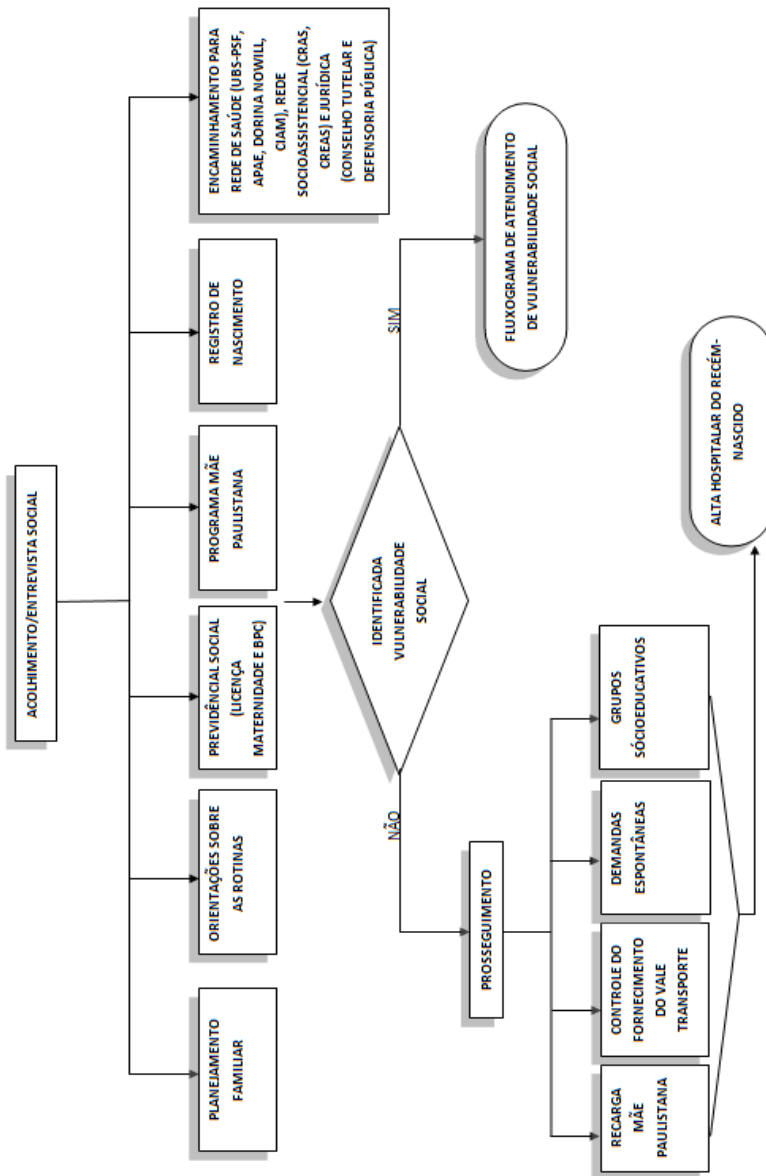 ACOLHIMENTO/ENTREVISTA SOCIAL
PLANEJAMENTO
FAMILIAR
ORIENTAÇÕES SOBRE
AS ROTINAS
PREVIDÊNCIAL SOCIAL
(LICENÇA
MATERNIDADE E BPC)
PROGRAMA MÃE
PAULISTANA
REGISTRO DE
NASCIMENTO
ENCAMINHAMENTO PARA
REDE DE SAÚDE (UBS-PSF,
APAE, DORINA NOWILL,
CIAM), REDE
SOCIOASSISTENCIAL (CRAS,
CREAS) E JURÍDICA
(CONSELHO TUTELAR E
DEFENSORIA PÚBLICA)
IDENTIFICADA
VULNERABILIDADE
SOCIAL
NÃO
SIM
PROSSEGUIMENTO
FLUXOGRAMA DE ATENDIMENTO
DE VULNERABILIDADE SOCIAL
RECARGA
MÃE
PAULISTANA
CONTROLE DO
FORNECIMENTO
DO VALE
TRANSPORTE
DEMANDAS
ESPONTÂNEAS
GRUPOS
SÓCIOEDUCATIVOS
ALTA HOSPITALAR DO RECÉM-
NASCIDO